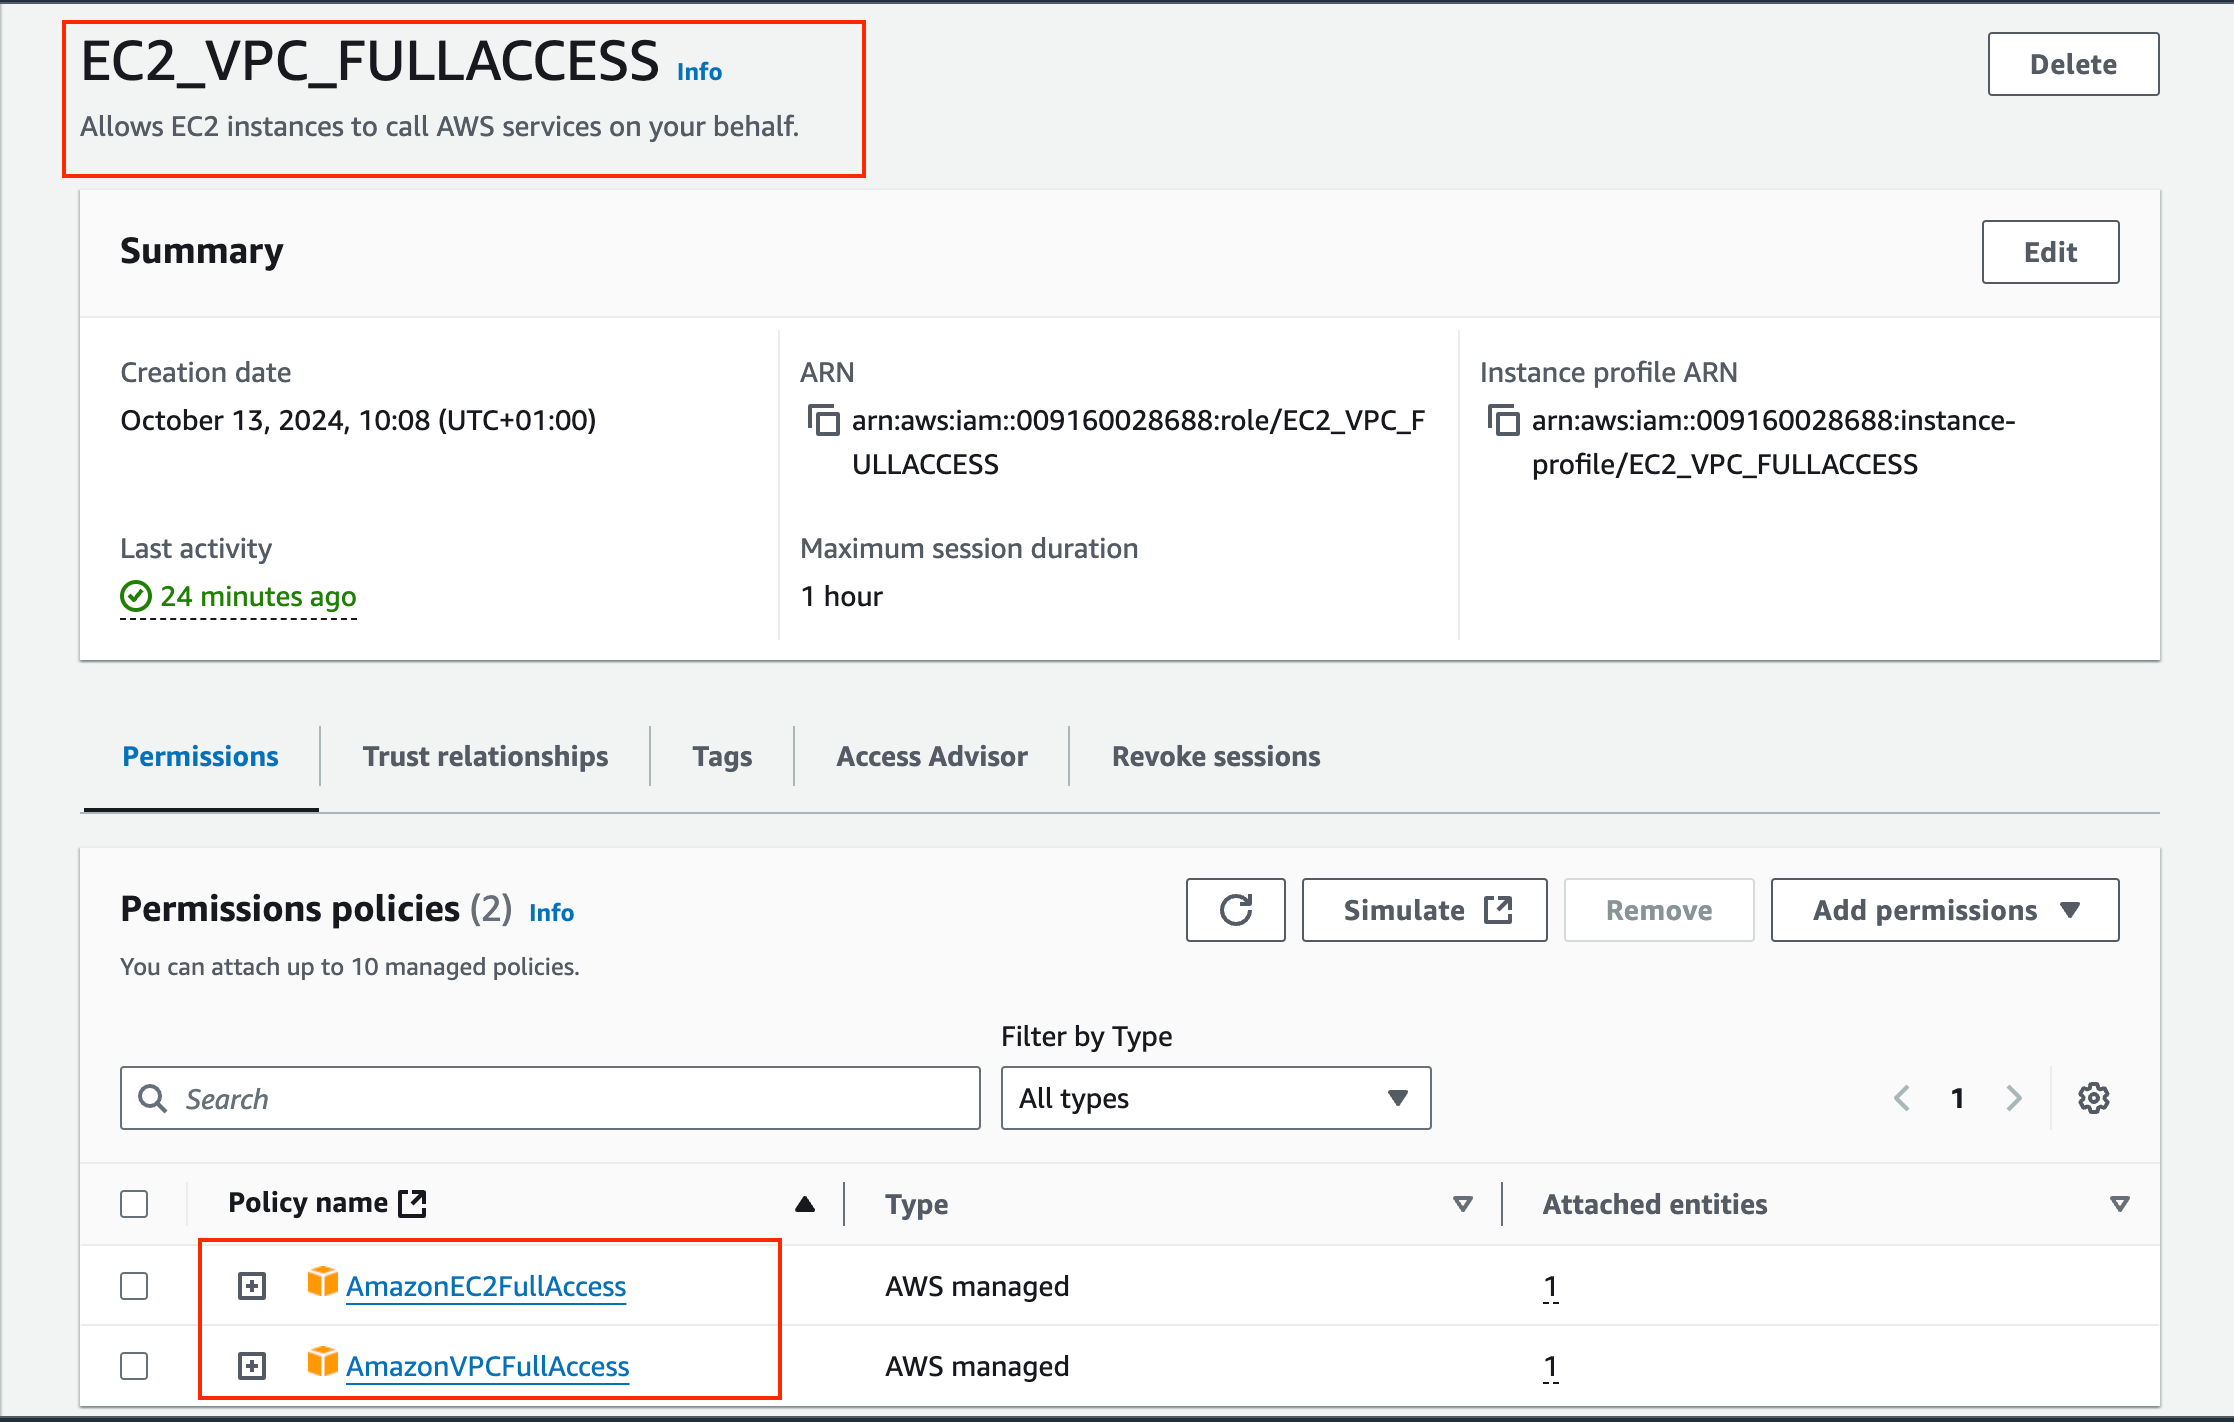 EC2_VPC_FULLACCESS Info
Delete
Allows EC2 instances to call AWS services on your behalf.
Summary
Edit
Creation date
October 13, 2024, 10:08 (UTC+01:00)
ARN
arn:aws:iam::009160028688:role/EC2_VPC_F
ULLACCESS
Instance profile ARN
arn:aws:iam::009160028688:instance-
profile/EC2_VPC_FULLACCESS
Last activity
24 minutes ago
Maximum session duration
1 hour
Permissions
Trust relationships
Tags
Access Advisor
Revoke sessions
Permissions policies (2) Info
Simulate
Remove
Add permissions
You can attach up to 10 managed policies.
Filter by Type
Search
All types
1
Policy name
Type
Attached entities
AmazonEC2FullAccess
AWS managed
1
AmazonVPCFullAccess
AWS managed
1